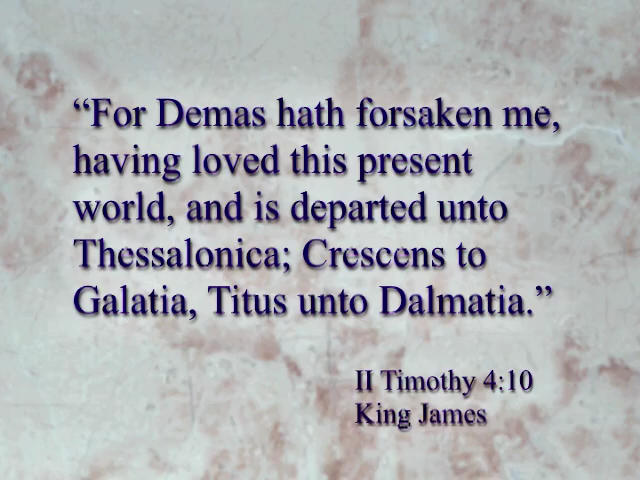 “For Demas hath forsaken me,
having loved this present
world, and is departed unto
Thessalonica; Crescens to
Galatia, Titus unto Dalmatia.”
II Timothy 4:10
King James